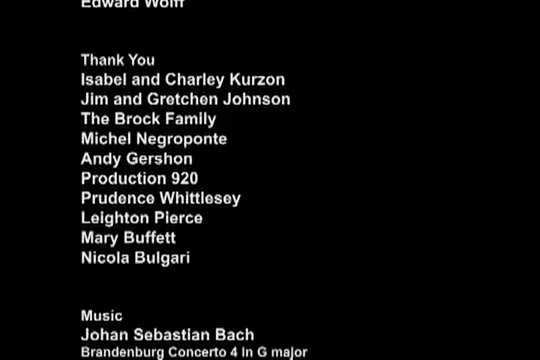 Edward Wolff
Thank You
Isabel and Charley Kurzon
Jim and Gretchen Johnson
The Brock Family
Michel Negroponte
Andy Gershon
Production 920
Prudence Whittlesey
Leighton Pierce
Mary Buffett
Nicola Bulgari
Music
Johan Sebastian Bach
Brandenburg Concerto 4 in G major